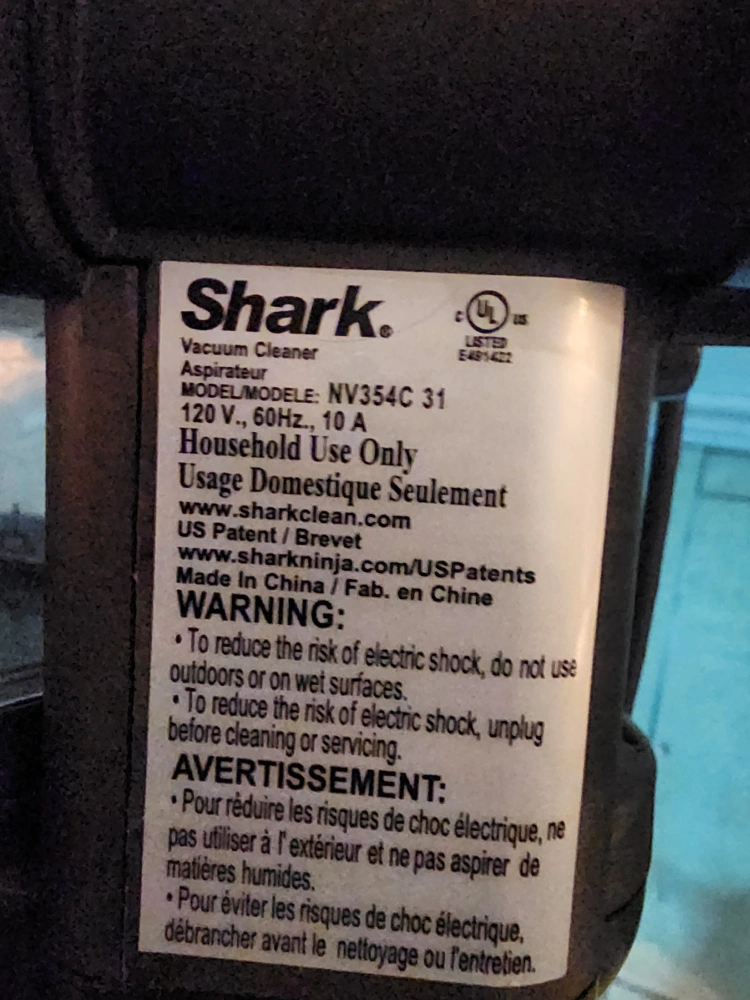 Shark®
c UL us
LISTED
E481422
Vacuum Cleaner
Aspirateur
MODEL/MODELE: NV354C 31
120 V., 60Hz., 10 A
Household Use Only
Usage Domestique Seulement
www.sharkclean.com
US Patent / Brevet
www.sharkninja.com/USPatents
Made In China / Fab. en Chine
WARNING:
• To reduce the risk of electric shock, do not use
outdoors or on wet surfaces.
• To reduce the risk of electric shock, unplug
before cleaning or servicing.
AVERTISSEMENT:
• Pour réduire les risques de choc électrique, ne
pas utiliser à l' extérieur et ne pas aspirer de
matières humides.
• Pour éviter les risques de choc électrique,
débrancher avant le nettoyage ou l'entretien.